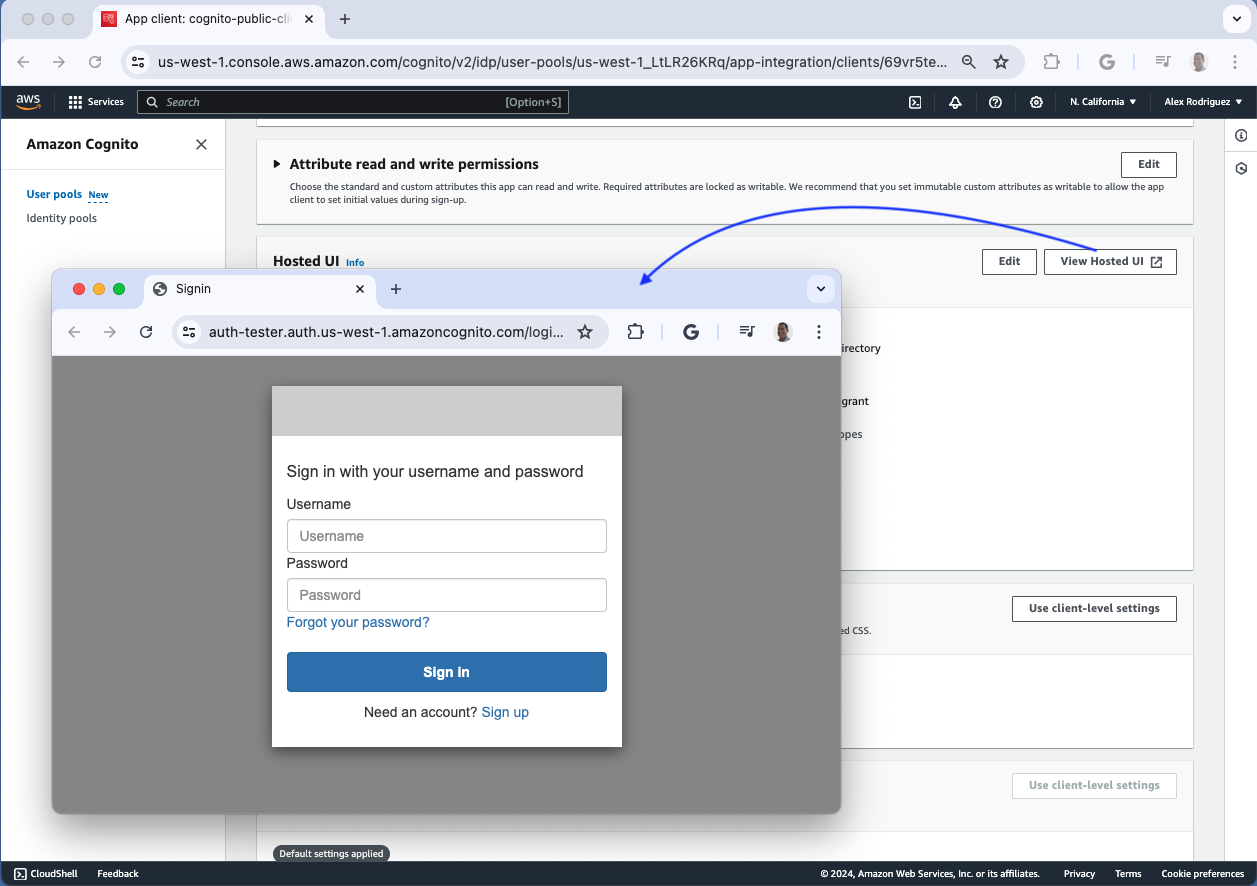 App client: cognito-public-cli
us-west-1.console.aws.amazon.com/cognito/v2/idp/user-pools/us-west-1_LtLR26KRq/app-integration/clients/69vr5te...
aws
Services
Search
[Option+S]
N. California
Alex Rodriguez
Amazon Cognito
User pools New
Identity pools
Attribute read and write permissions
Edit
Choose the standard and custom attributes this app can read and write. Required attributes are locked as writable. We recommend that you set immutable custom attributes as writable to allow the app
client to set initial values during sign-up.
Hosted UI Info
Edit
View Hosted UI
Signin
auth-tester.auth.us-west-1.amazoncognito.com/logi...
irectory
grant
opes
Sign in with your username and password
Username
Username
Password
Password
Forgot your password?
Sign in
Need an account? Sign up
Use client-level settings
ed CSS.
Use client-level settings
Default settings applied
CloudShell
Feedback
© 2024, Amazon Web Services, Inc. or its affiliates.
Privacy
Terms
Cookie preferences